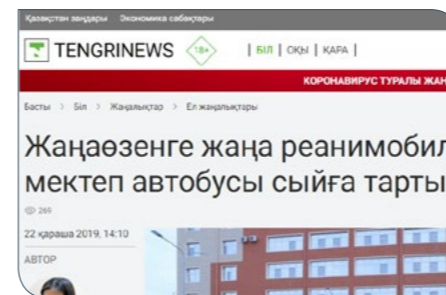 Қазақстан заңдары Экономика сабақтары
TENGRINEWS 18+ | БІЛ | ОҚЫ | ҚАРА |
КОРОНАВИРУС ТУРАЛЫ ЖАҢ
Басты > Біл > Жаңалықтар > Ел жаңалықтары
Жаңаөзенге жаңа реанимобил
мектеп автобусы сыйға тарты
269
22 қараша 2019, 14:10
АВТОР